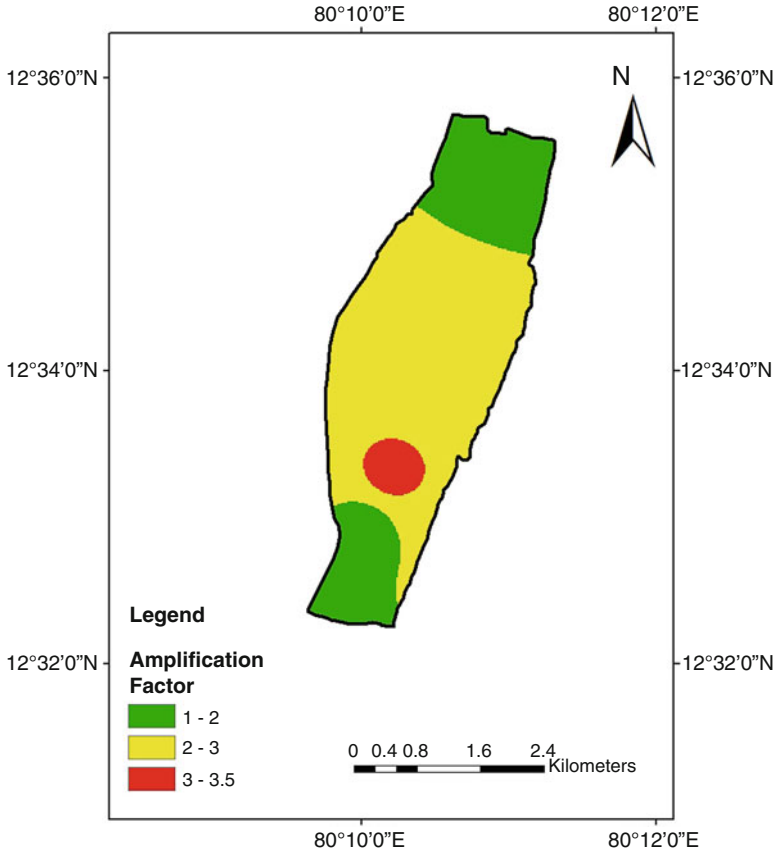 80°10’0”E 80°12’0”E
12°36’0”N 12°36’0”N
N
12°34’0”N 12°34’0”N
12°32’0”N 12°32’0”N
Legend
Amplification
Factor
1 - 2
2 - 3
3 - 3.5
0 0.4 0.8 1.6 2.4
Kilometers
80°10’0”E 80°12’0”E